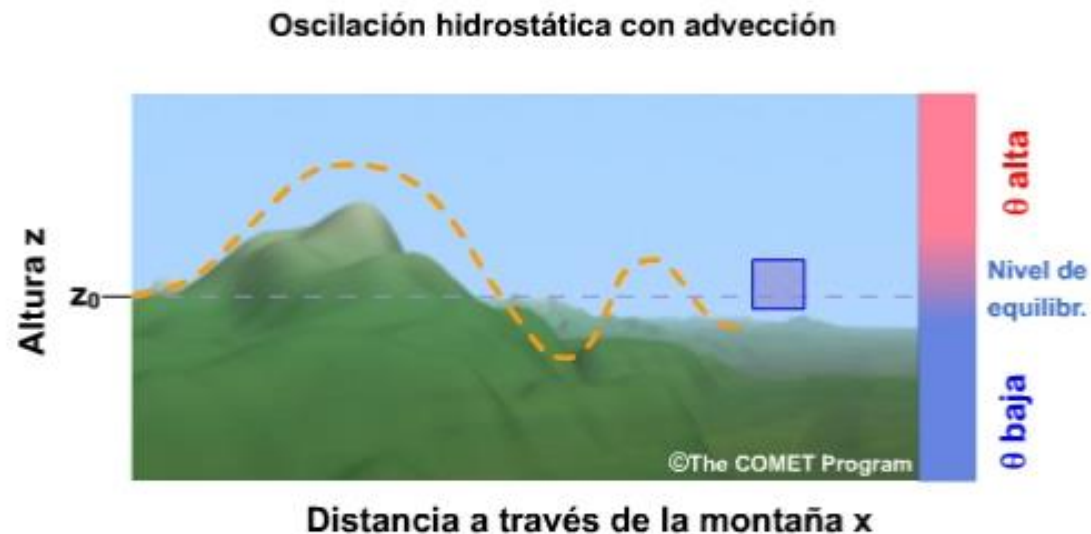 Oscilación hidrostática con advección
Altura z
z₀
θ alta
Nivel de
equilibr.
θ baja
©The COMET Program
Distancia a través de la montaña x